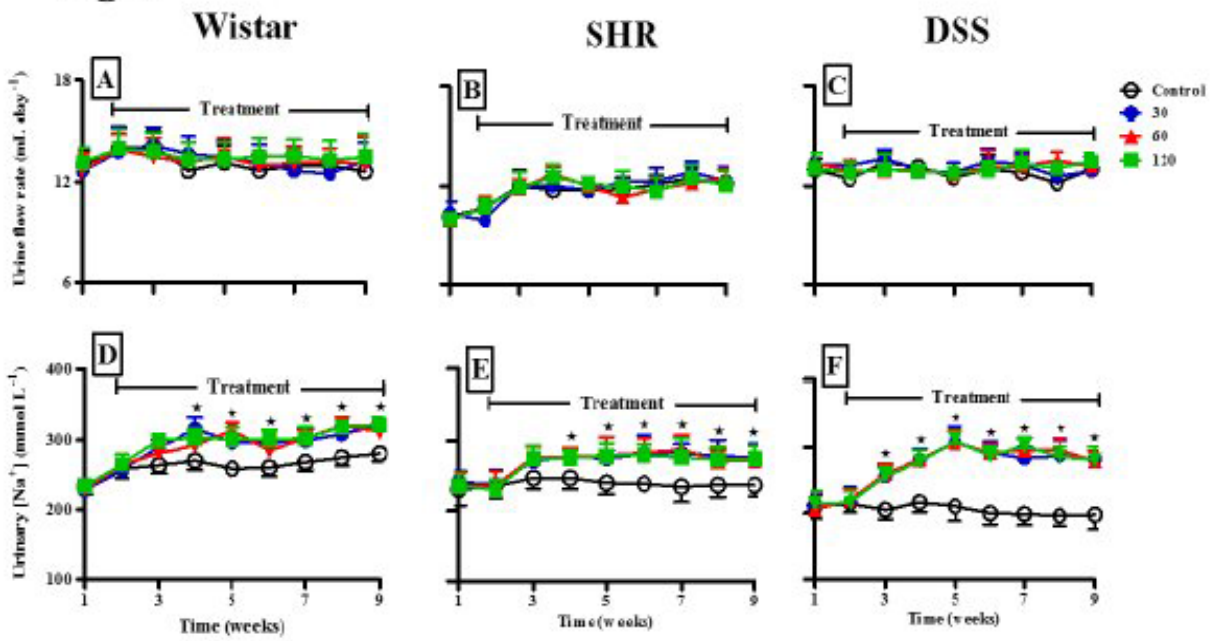 Wistar
SHR
DSS
A
B
C
18
12
6
Urine flow rate (mL. day⁻¹)
Treatment
Treatment
Treatment
Control
30
60
120
D
E
F
400
300
200
100
Urinary [Na⁺] (mmol L⁻¹)
Treatment
Treatment
Treatment
★ ★ ★ ★ ★ ★
★ ★ ★ ★ ★ ★
★ ★ ★ ★ ★ ★ ★
1 3 5 7 9
1 3 5 7 9
1 3 5 7 9
Time (weeks)
Time (weeks)
Time (weeks)